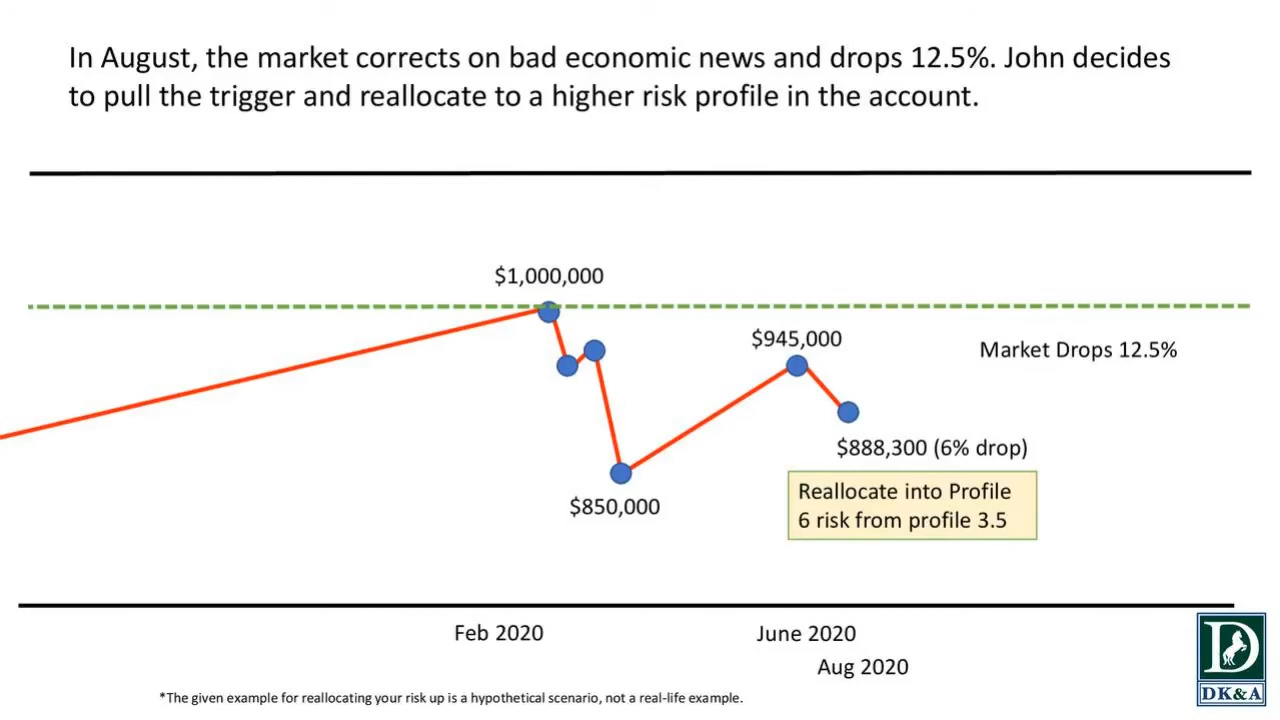 In August, the market corrects on bad economic news and drops 12.5%. John decides
to pull the trigger and reallocate to a higher risk profile in the account.
$1,000,000
$945,000
Market Drops 12.5%
$888,300 (6% drop)
$850,000
Reallocate into Profile
6 risk from profile 3.5
Feb 2020
June 2020
Aug 2020
*The given example for reallocating your risk up is a hypothetical scenario, not a real-life example.
D
DK&A